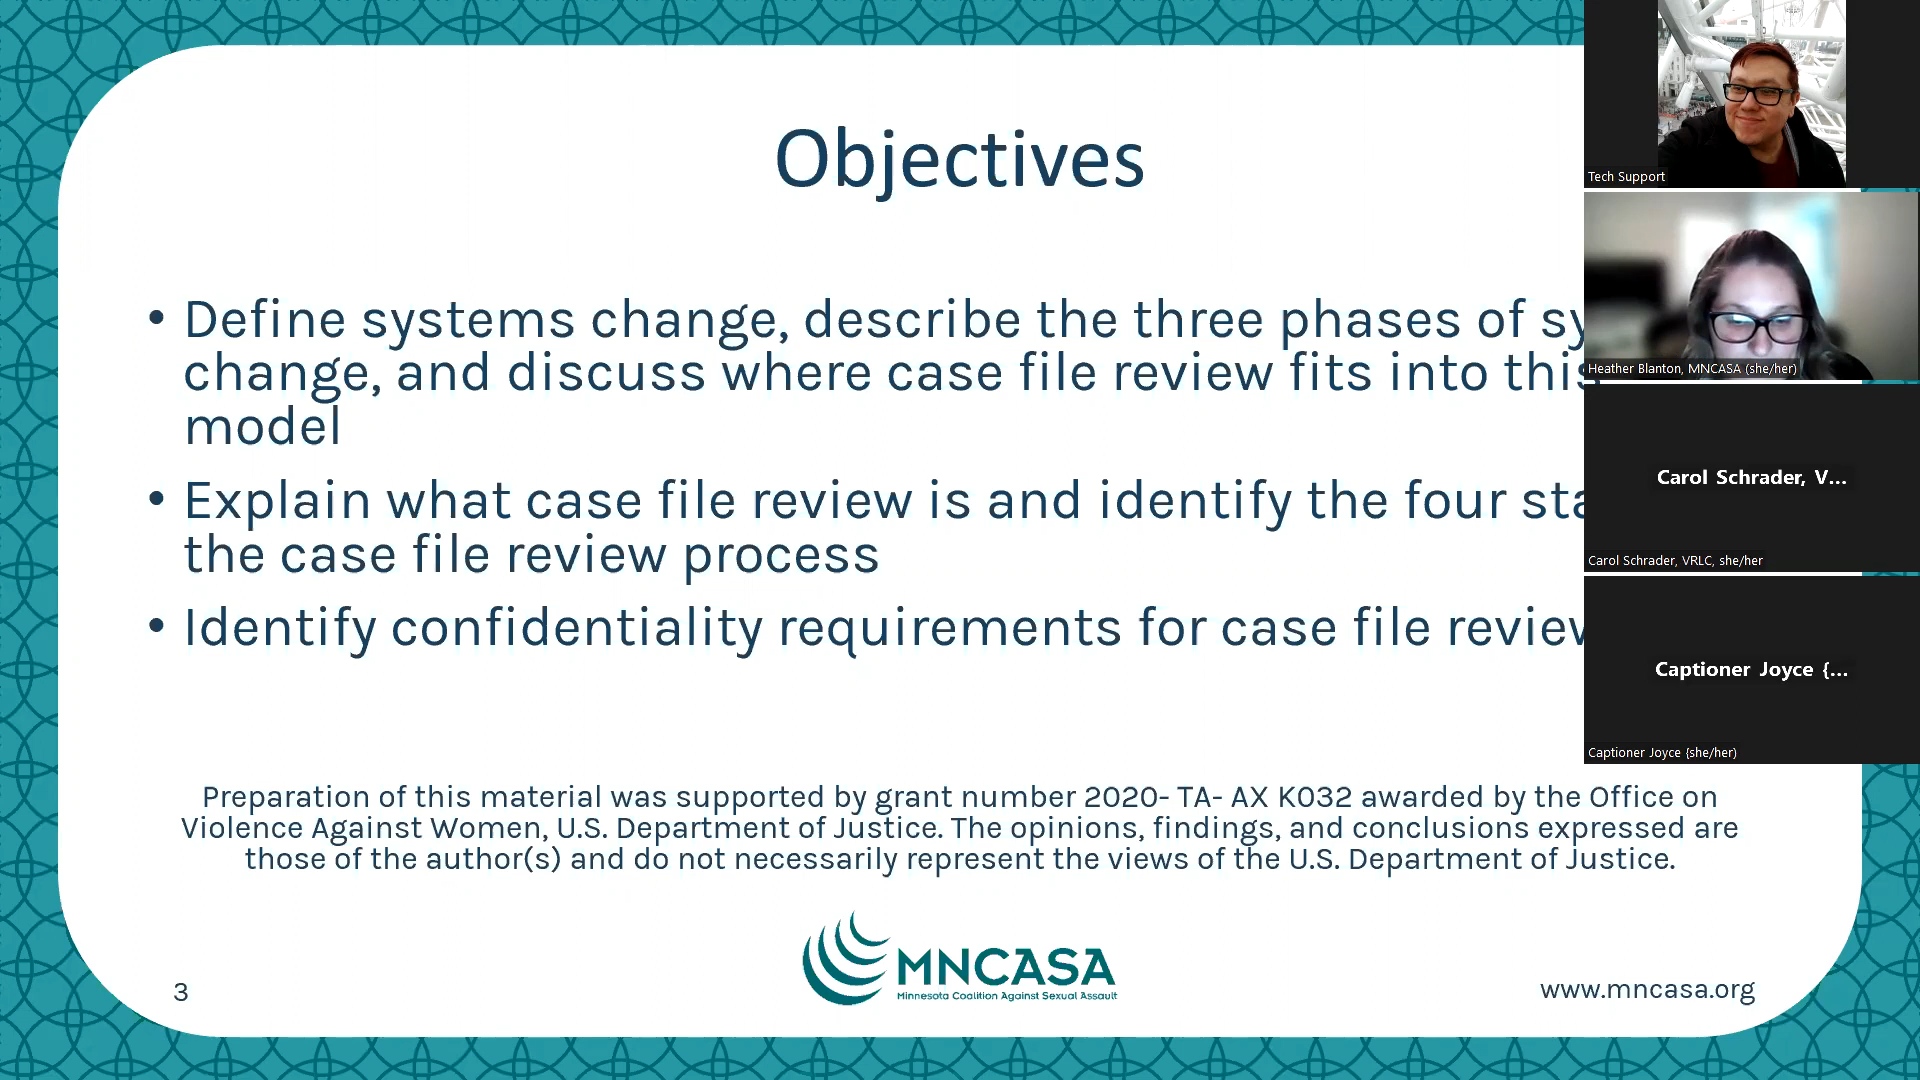 Objectives
• Define systems change, describe the three phases of
change, and discuss where case file review fits into this
model
• Explain what case file review is and identify the four
the case file review process
• Identify confidentiality requirements for case file
Preparation of this material was supported by grant number 2020- TA- AX K032 awarded by the Office on
Violence Against Women, U.S. Department of Justice. The opinions, findings, and conclusions expressed are
those of the author(s) and do not necessarily represent the views of the U.S. Department of Justice.
3
MNCASA
Minnesota Coalition Against Sexual Assault
www.mncasa.org
Tech Support
Heather Blanton, MNCASA (she/her)
Carol Schrader, V...
Carol Schrader, VRLC, she/her
Captioner Joyce {...
Captioner Joyce {she/her)